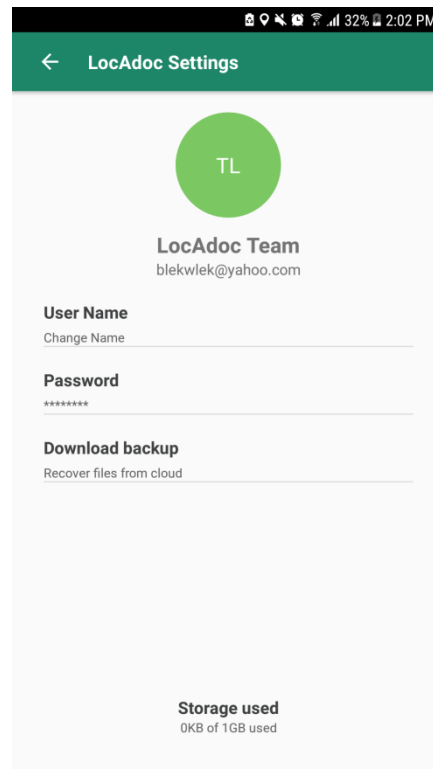 32% 2:02 PM
LocAdoc Settings
TL
LocAdoc Team
blekwlek@yahoo.com
User Name
Change Name
Password
********
Download backup
Recover files from cloud
Storage used
0KB of 1GB used